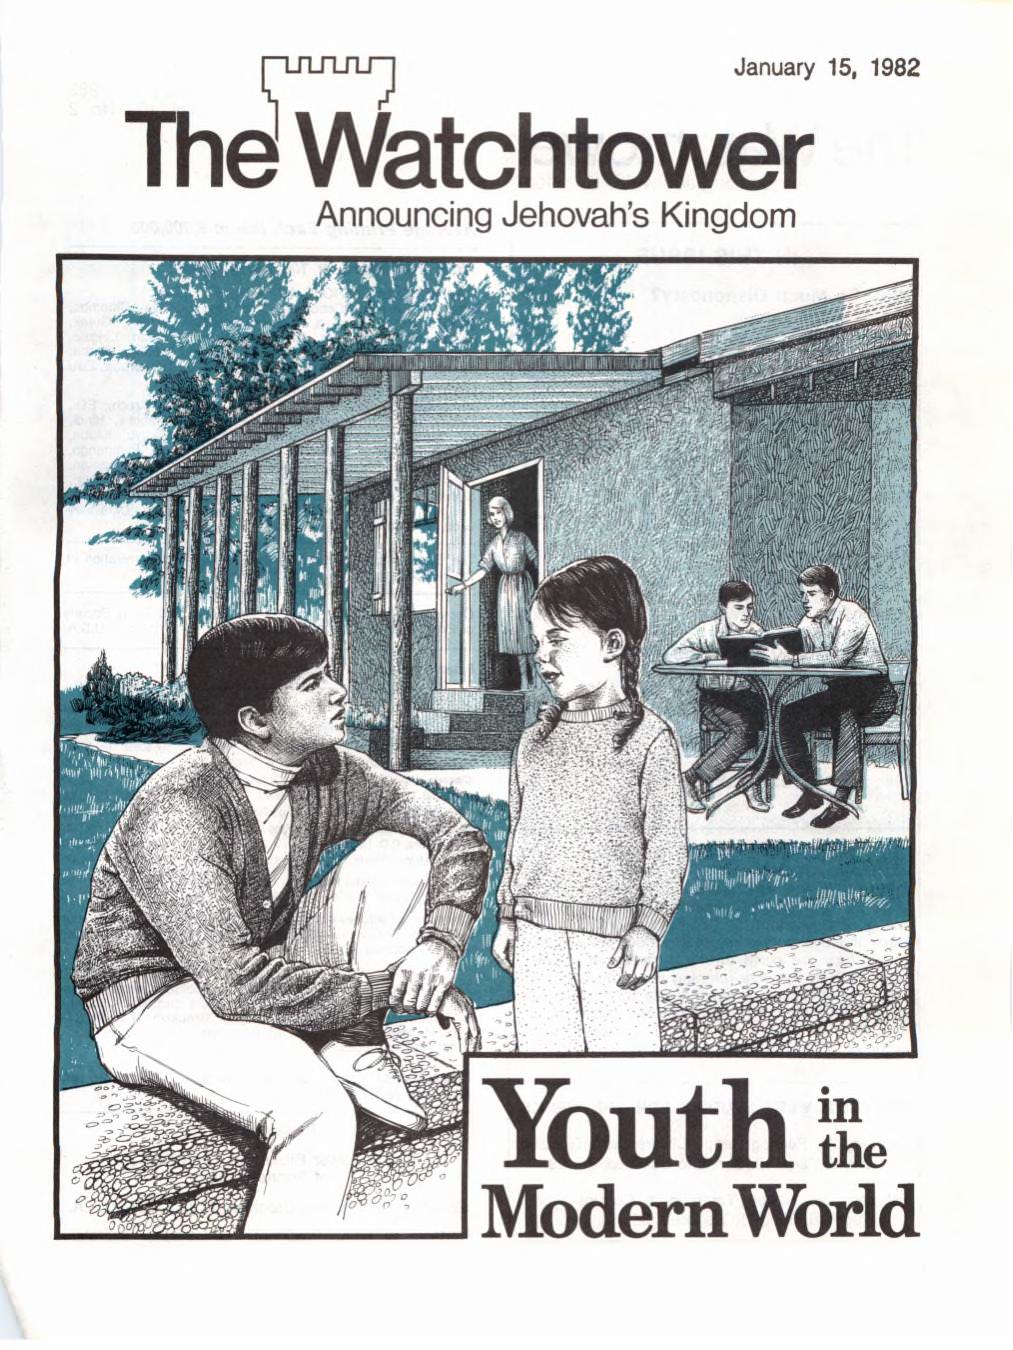 January 15, 1982
The Watchtower
Announcing Jehovah's Kingdom
Youth in the
Modern World